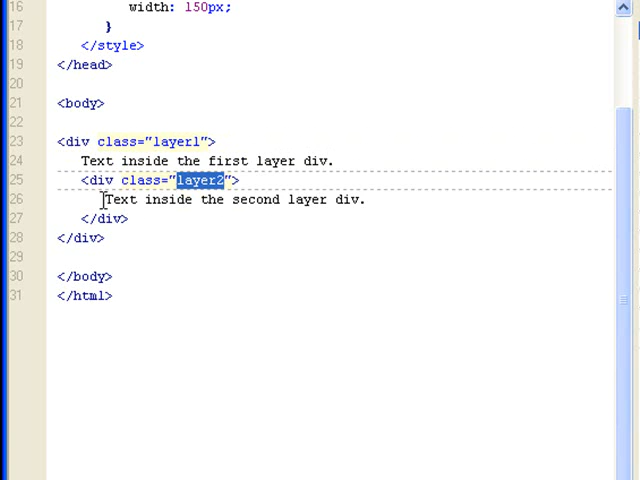 16 width: 150px;
17 }
18 </style>
19 </head>
20
21 <body>
22
23 <div class="layer1">
24 Text inside the first layer div.
25 <div class="layer2">
26 Text inside the second layer div.
27 </div>
28 </div>
29
30 </body>
31 </html>